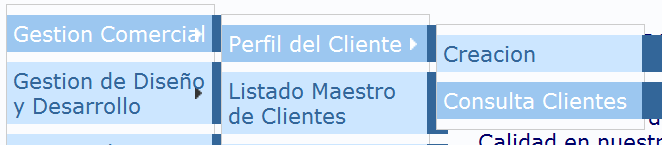 Gestion Comercial
Perfil del Cliente
Creacion
Gestion de Diseño
y Desarrollo
Listado Maestro
de Clientes
Consulta Clientes
Calidad en nuestr